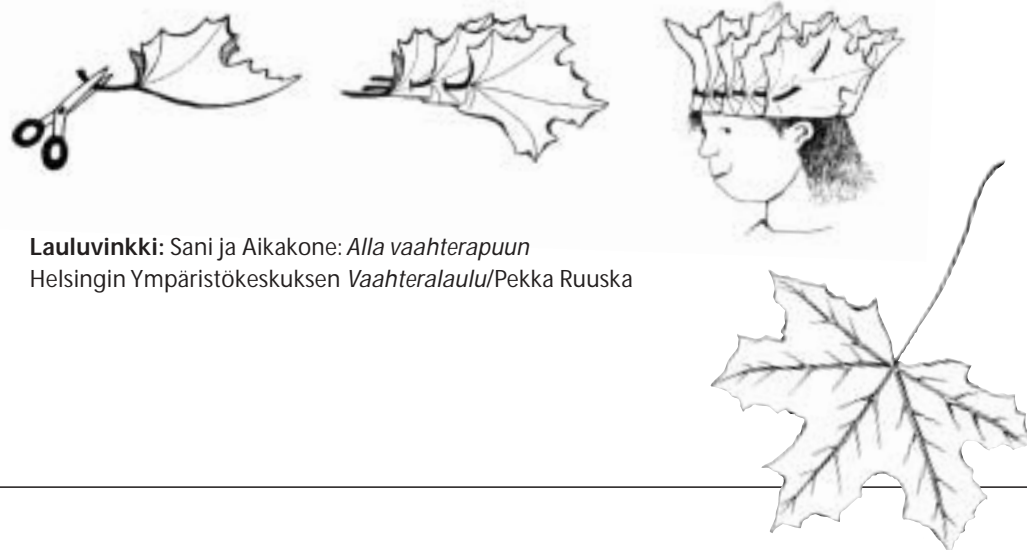 Lauluvinkki: Sani ja Aikakone: Alla vaahterapuun
Helsingin Ympäristökeskuksen Vaahteralaulu/Pekka Ruuska